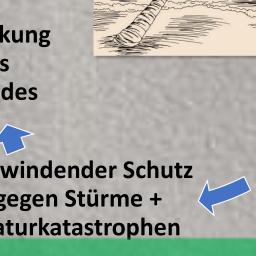 kung
s
des
windender Schutz
gegen Stürme +
aturkatastrophen